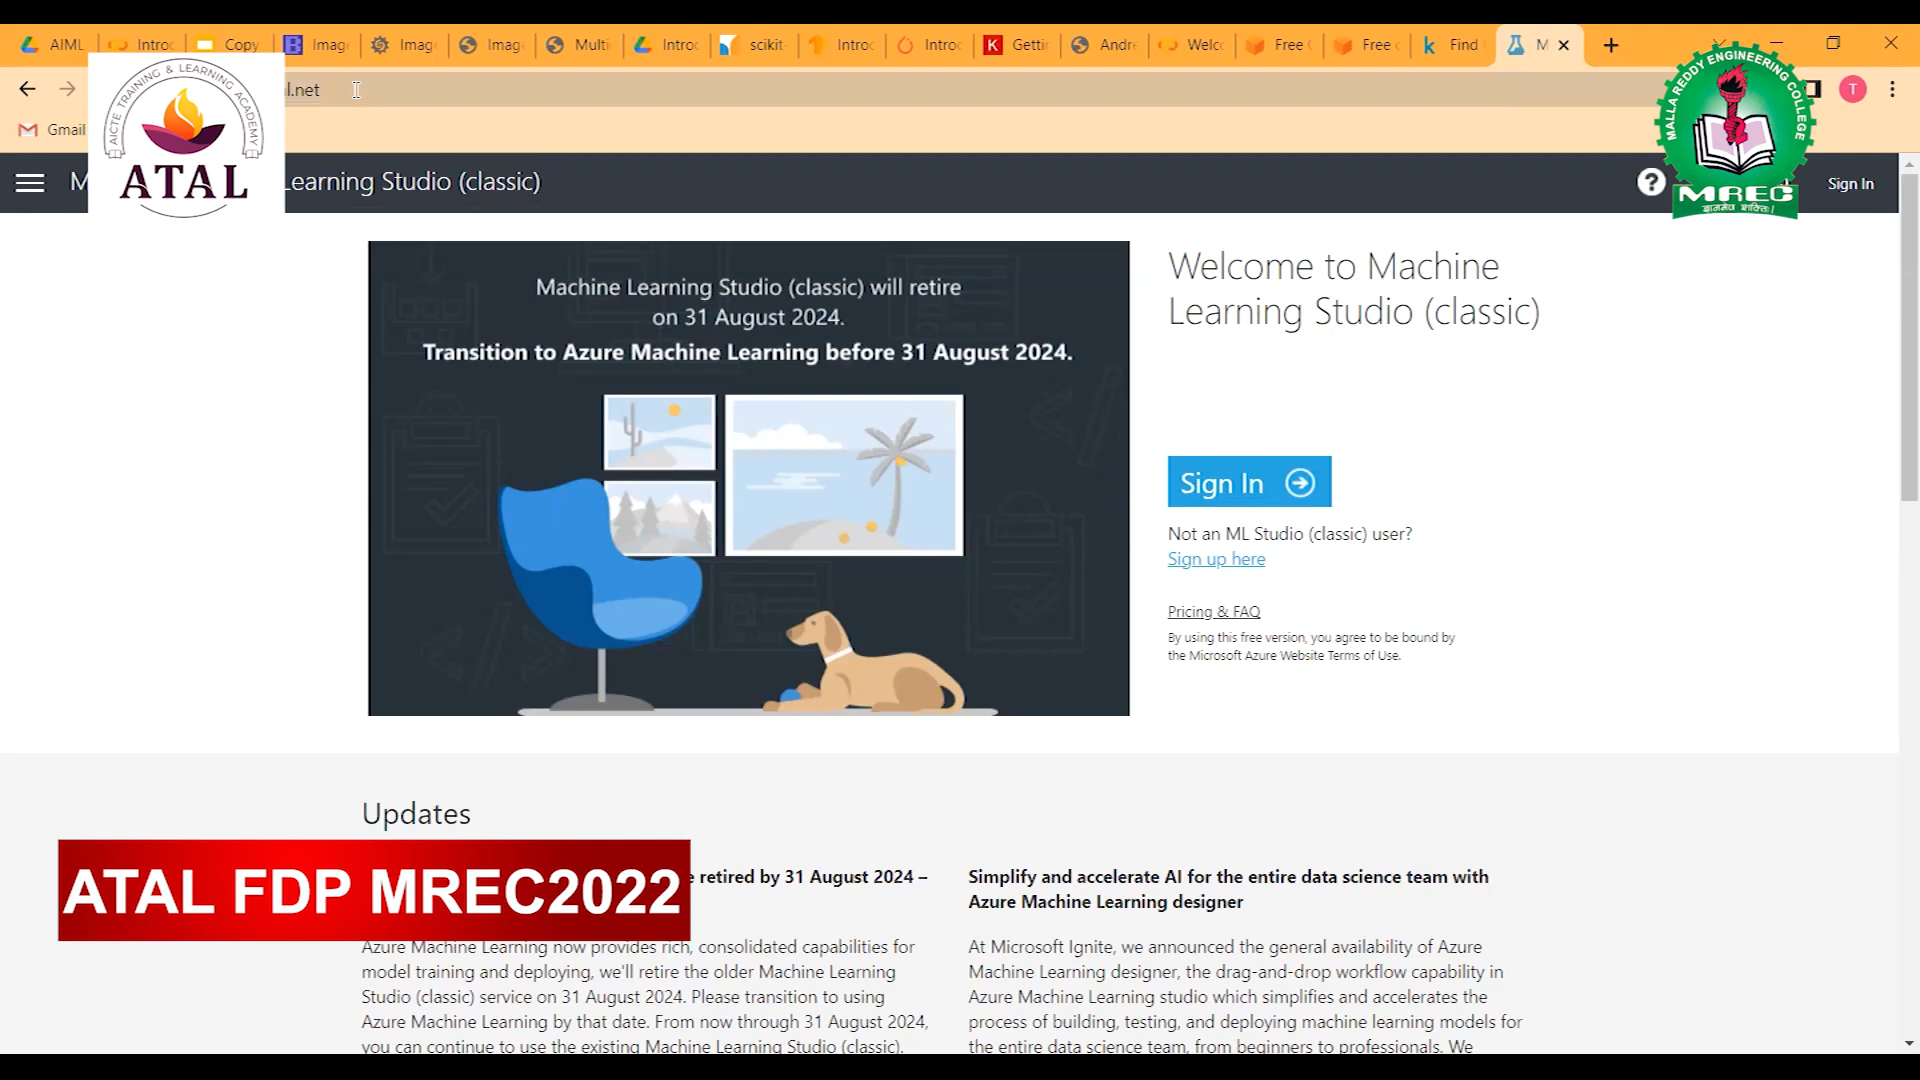 AIML
Introd
Copy
Imag
Imag
Imag
Multi
Introd
scikit-
Introd
Introd
Gettin
Andre
Welco
Free
Free c
Find
M
l.net
T
Gmail
AICTE TRAINING & LEARNING ACADEMY
ATAL
MALLA REDDY ENGINEERING COLLEGE
MREC
M
Learning Studio (classic)
Sign In
Machine Learning Studio (classic) will retire
on 31 August 2024.
Transition to Azure Machine Learning before 31 August 2024.
Welcome to Machine
Learning Studio (classic)
Sign In
Not an ML Studio (classic) user?
Sign up here
Pricing & FAQ
By using this free version, you agree to be bound by
the Microsoft Azure Website Terms of Use.
Updates
ATAL FDP MREC2022
e retired by 31 August 2024 –
Azure Machine Learning now provides rich, consolidated capabilities for
model training and deploying, we'll retire the older Machine Learning
Studio (classic) service on 31 August 2024. Please transition to using
Azure Machine Learning by that date. From now through 31 August 2024,
you can continue to use the existing Machine Learning Studio (classic).
Simplify and accelerate AI for the entire data science team with
Azure Machine Learning designer
At Microsoft Ignite, we announced the general availability of Azure
Machine Learning designer, the drag-and-drop workflow capability in
Azure Machine Learning studio which simplifies and accelerates the
process of building, testing, and deploying machine learning models for
the entire data science team, from beginners to professionals. We